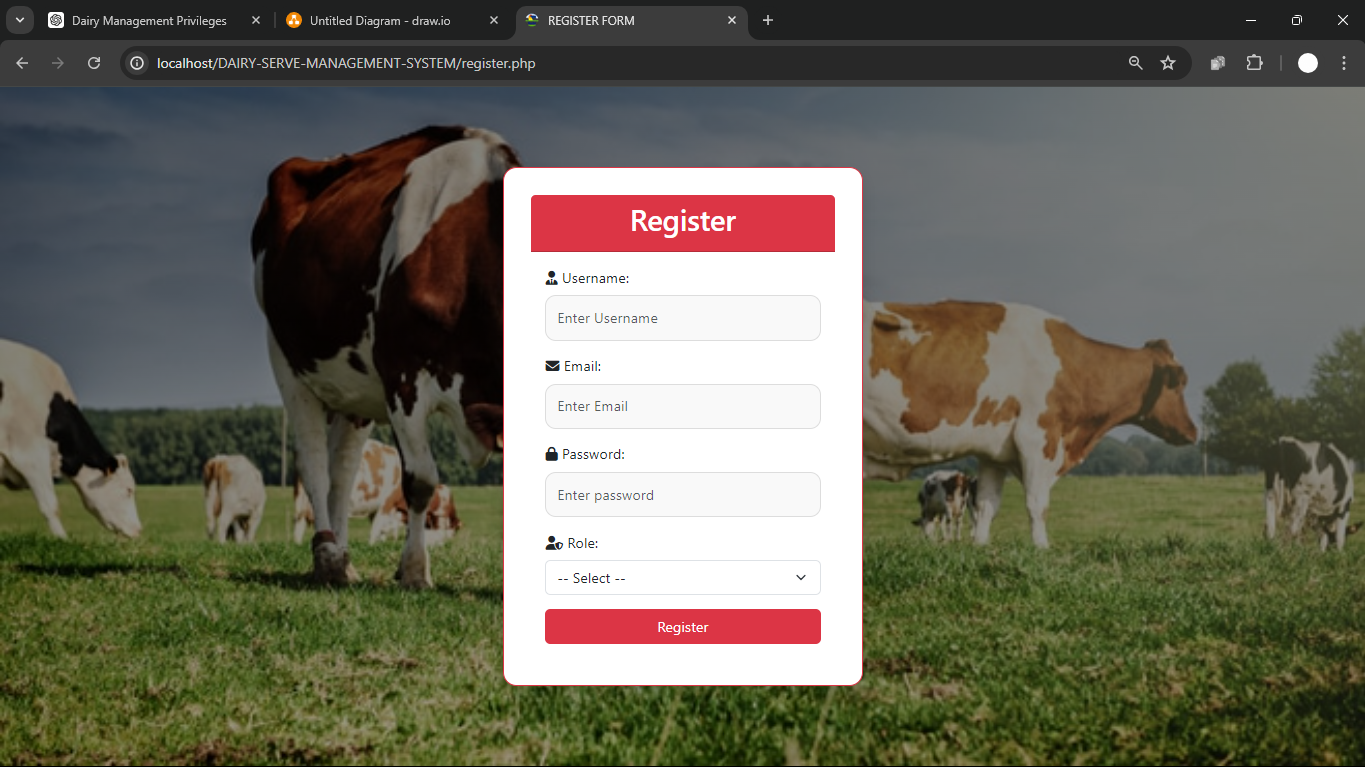 Dairy Management Privileges
Untitled Diagram - draw.io
REGISTER FORM
localhost/DAIRY-SERVE-MANAGEMENT-SYSTEM/register.php
Register
Username:
Enter Username
Email:
Enter Email
Password:
Enter password
Role:
-- Select --
Register